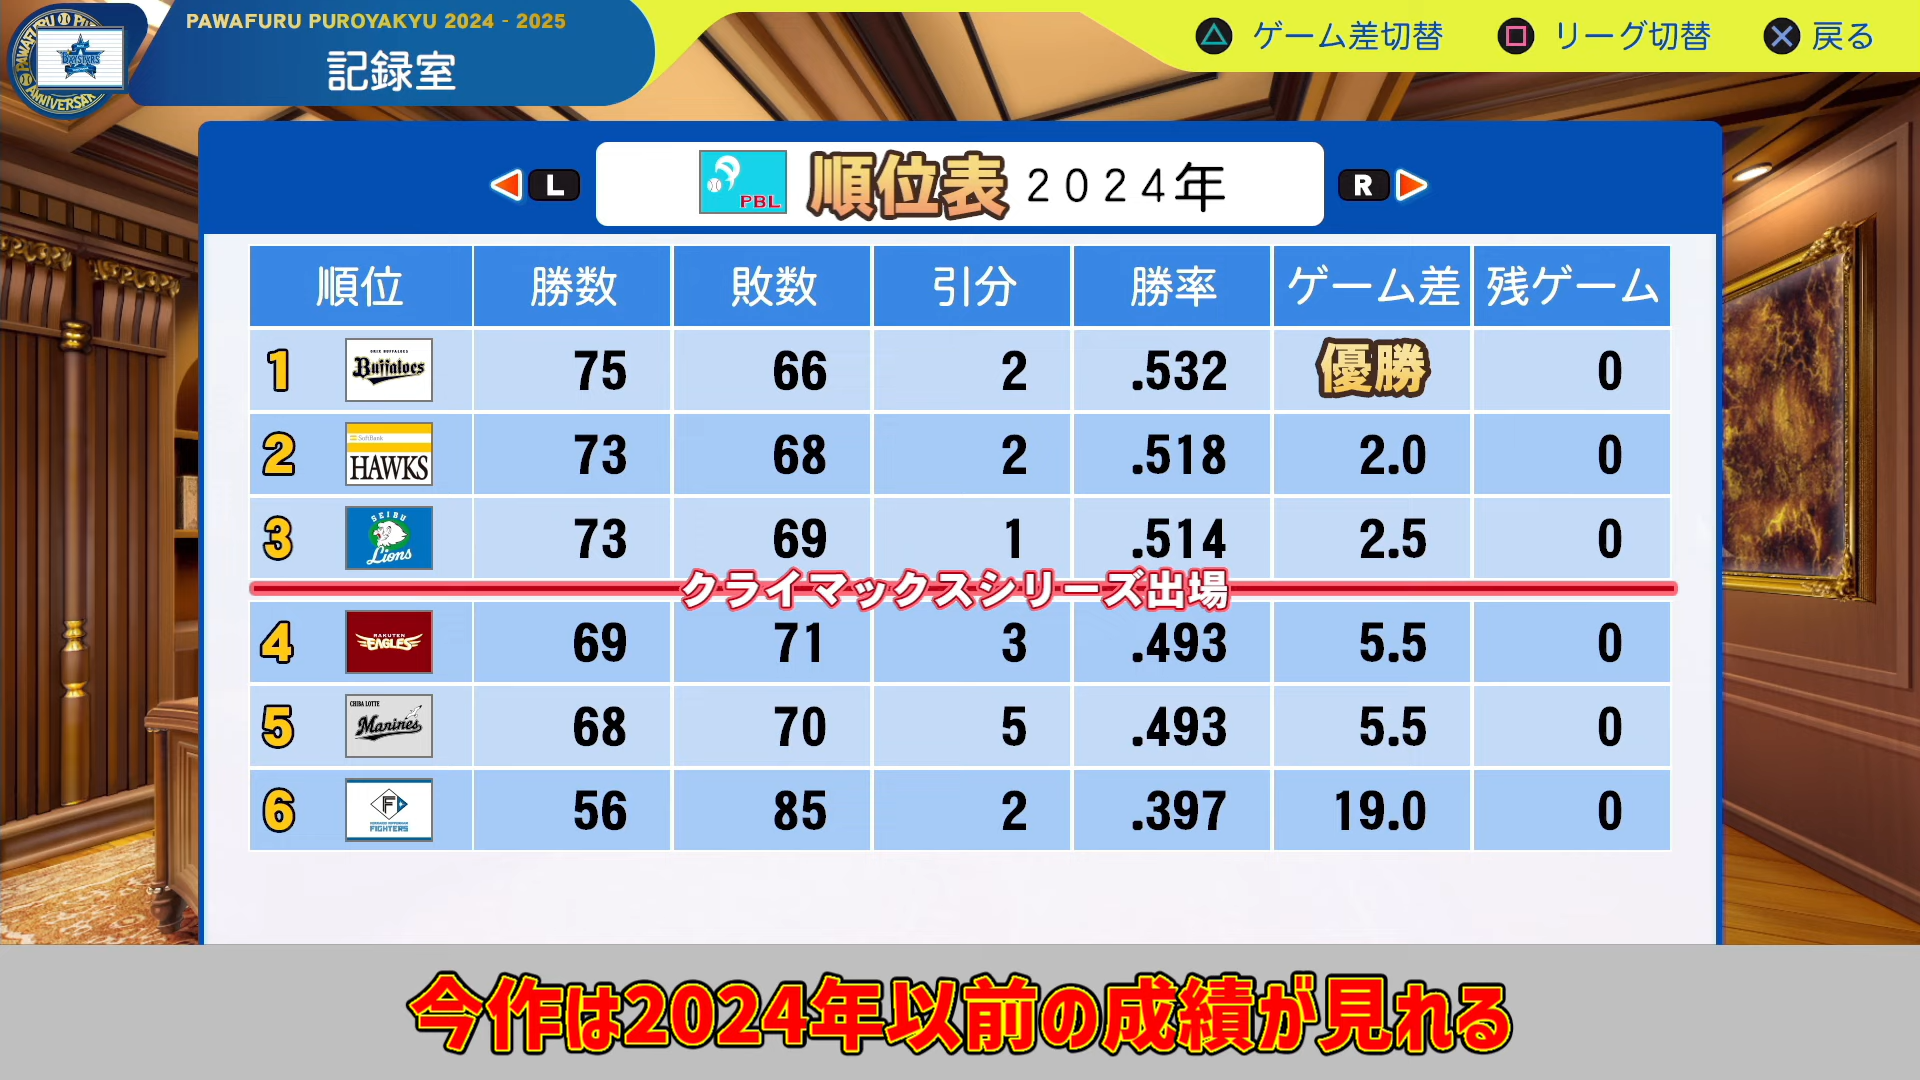 PAWAFURU PUROYAKYU 2024 - 2025
記録室
ゲーム差切替 リーグ切替 戻る
L PBL 順位表 2024年 R
順位 勝数 敗数 引分 勝率 ゲーム差 残ゲーム
1 Buffaloes 75 66 2 .532 優勝 0
2 SoftBank HAWKS 73 68 2 .518 2.0 0
3 SEIBU Lions 73 69 1 .514 2.5 0
クライマックスシリーズ出場
4 RAKUTEN EAGLES 69 71 3 .493 5.5 0
5 CHIBA LOTTE Marines 68 70 5 .493 5.5 0
6 F FIGHTERS 56 85 2 .397 19.0 0
今作は2024年以前の成績が見れる